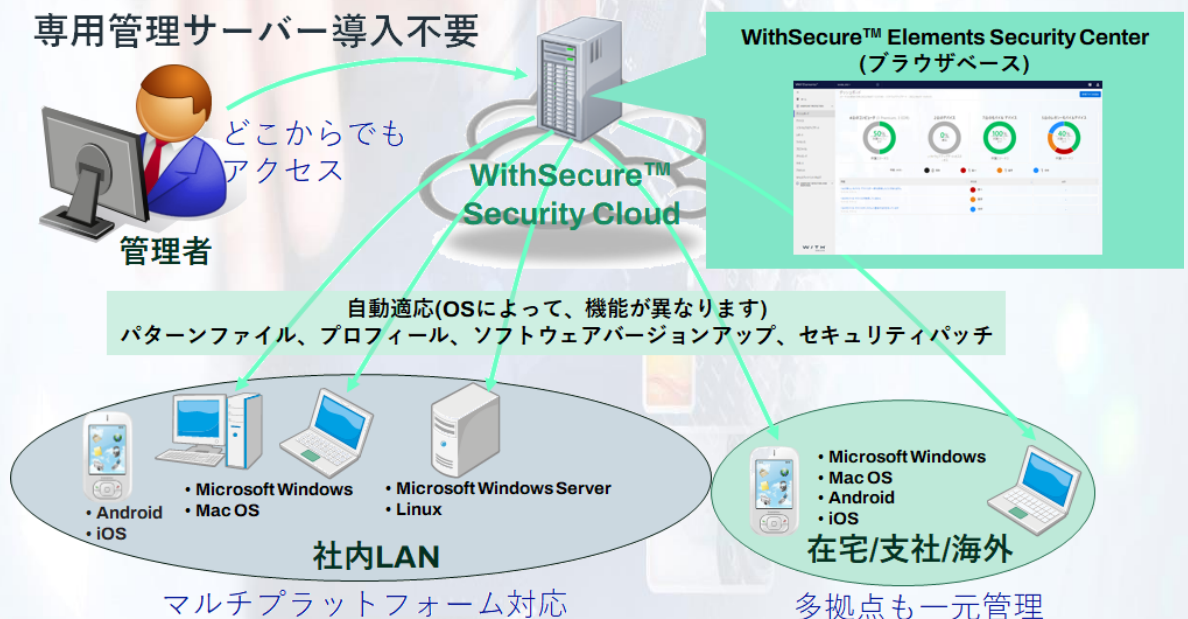 専用管理サーバー導入不要
WithSecure™ Elements Security Center
(ブラウザベース)
どこからでも
アクセス
管理者
WithSecure™
Security Cloud
50%
0%
100%
60%
W I T H
自動適応(OSによって、機能が異なります)
パターンファイル、プロフィール、ソフトウェアバージョンアップ、セキュリティパッチ
・Android
・iOS
・Microsoft Windows
・Mac OS
・Microsoft Windows Server
・Linux
社内LAN
マルチプラットフォーム対応
・Microsoft Windows
・Mac OS
・Android
・iOS
在宅/支社/海外
多拠点も一元管理